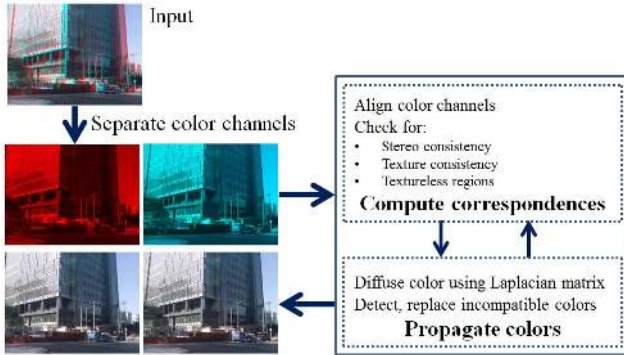 Input
Separate color channels
Align color channels
Check for:
• Stereo consistency
• Texture consistency
• Textureless regions
Compute correspondences
Diffuse color using Laplacian matrix
Detect, replace incompatible colors
Propagate colors